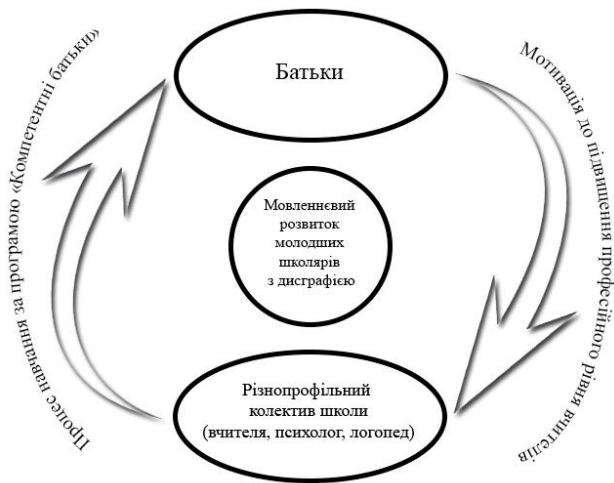 Батьки
Процес навчання за програмою «Компетентні батьки»
Мотивація до підвищення професійного рівня вчителів
Мовленнєвий
розвиток
молодших
школярів
з дисграфією
Різнопрофільний
колектив школи
(вчителя, психолог, логопед)